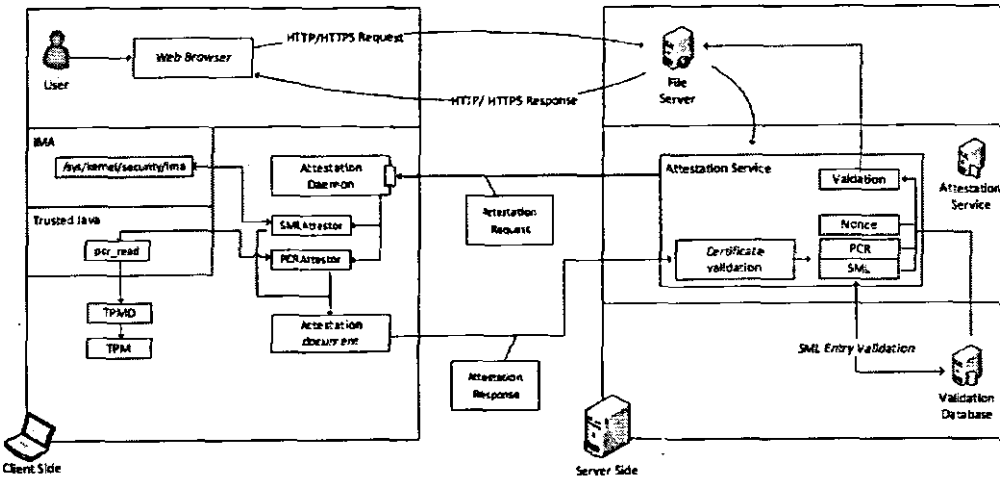 HTTP/HTTPS Request
User
Web Browser
HTTP/ HTTPS Response
File
Server
IMA
/sys/kernel/security/ima
Attestation
Daemon
SMLAttestor
PCRAttestor
Trusted Java
pcr_read
TPMD
TPM
Attestation
document
Attestation
Request
Attestation
Response
Attestation Service
Validation
Nonce
PCR
SML
Certificate
validation
Attestation
Service
SML Entry Validation
Validation
Database
Client Side
Server Side